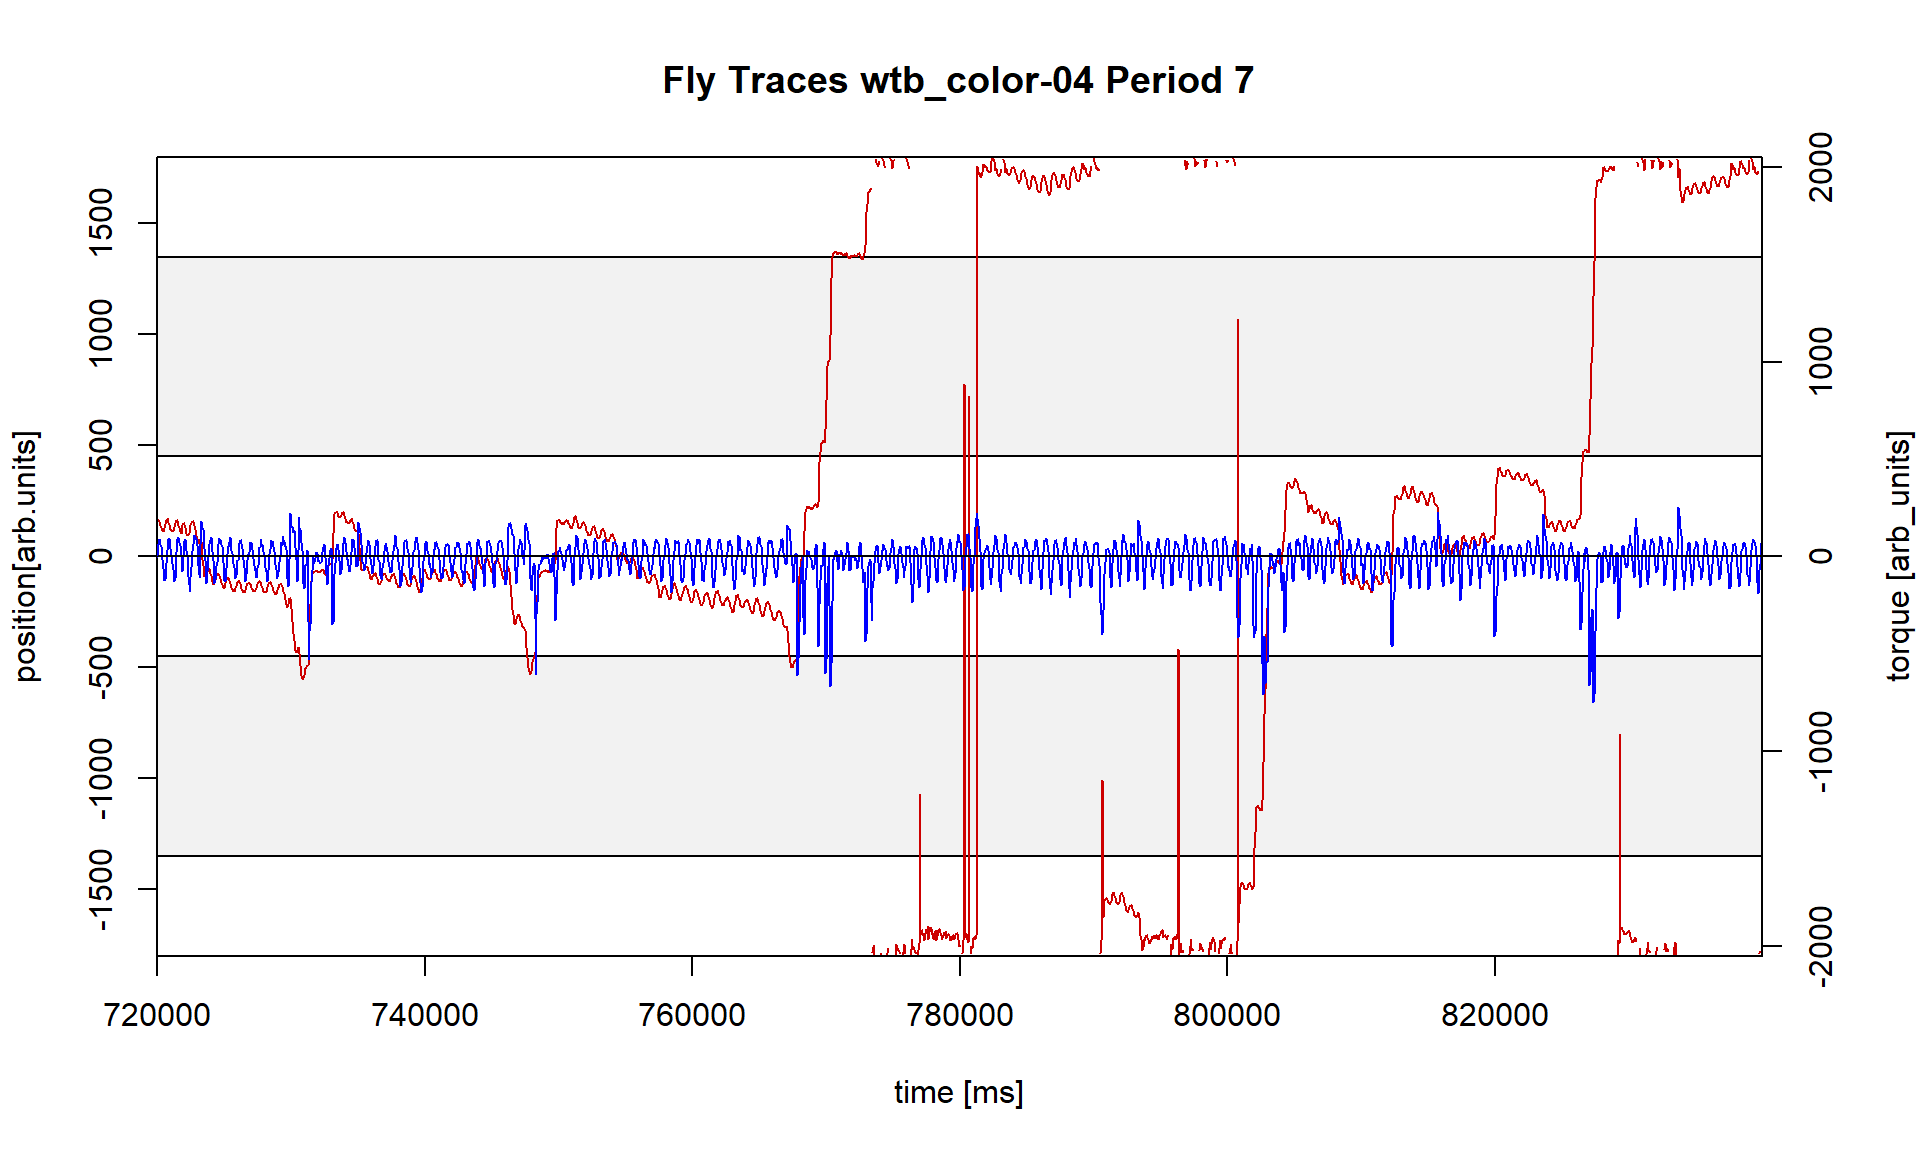 Fly Traces wtb_color-04 Period 7
position[arb.units]
1500
1000
500
0
-500
-1000
-1500
2000
1000
0
-1000
-2000
torque [arb_units]
720000 740000 760000 780000 800000 820000
time [ms]